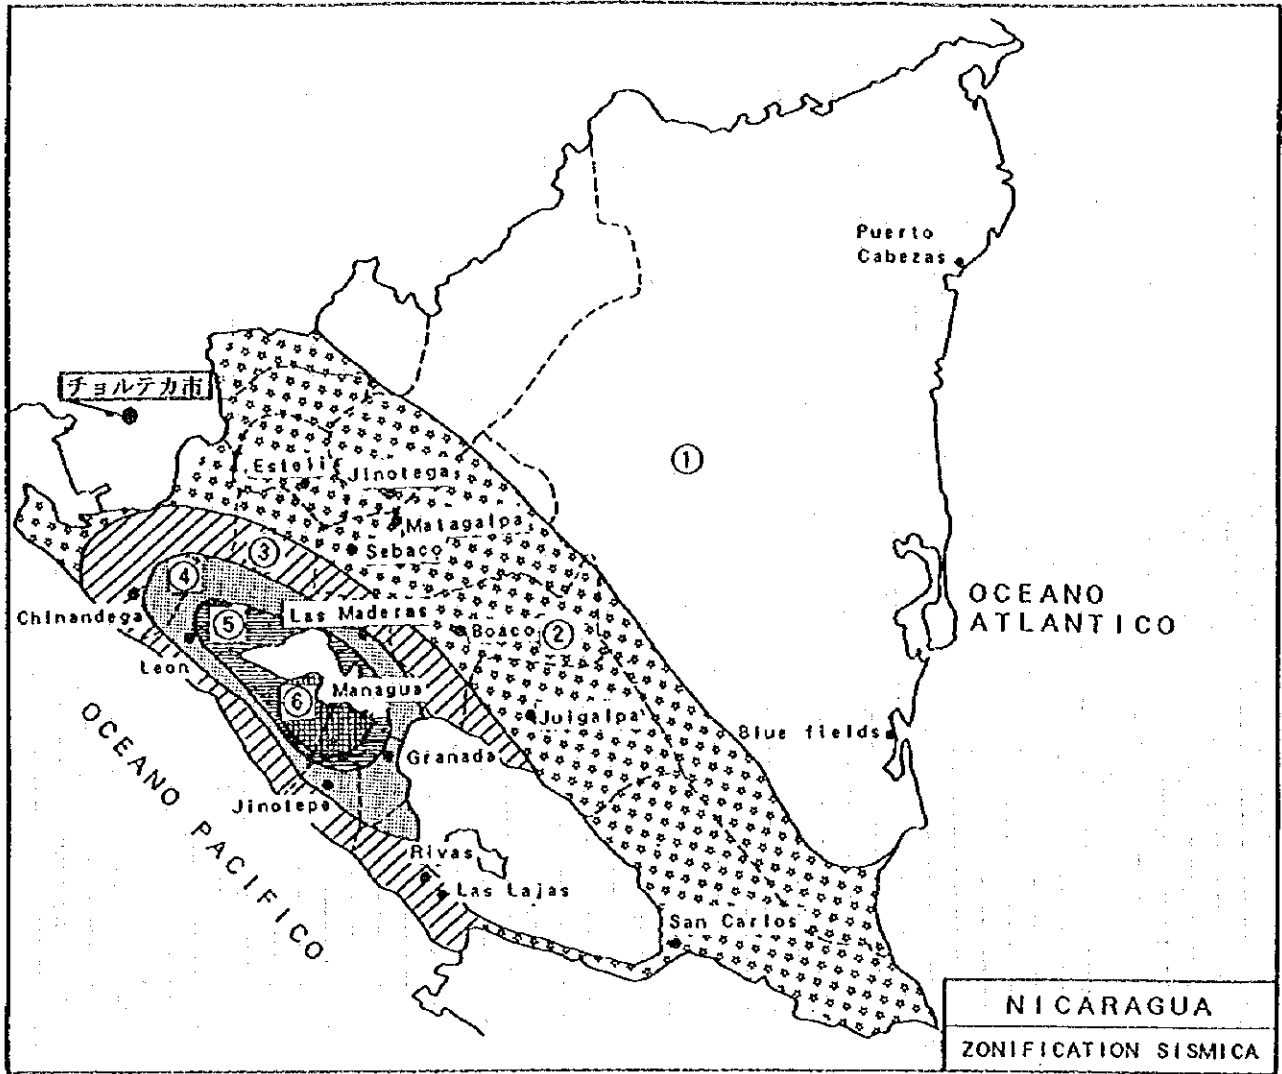 Puerto
Cabezas
チョルテカ市
①
Esteli
Jinotega
Matagalpa
③
Sebaco
④
Chinandega
⑤
Las Maderas
Boaco
②
OCEANO
ATLANTICO
Leon
⑥
Managua
Julgalpa
Blue fields
Granada
OCEANO PACIFICO
Jinotepe
Rivas
Las Lajas
San Carlos
NICARAGUA
ZONIFICATION SISMICA